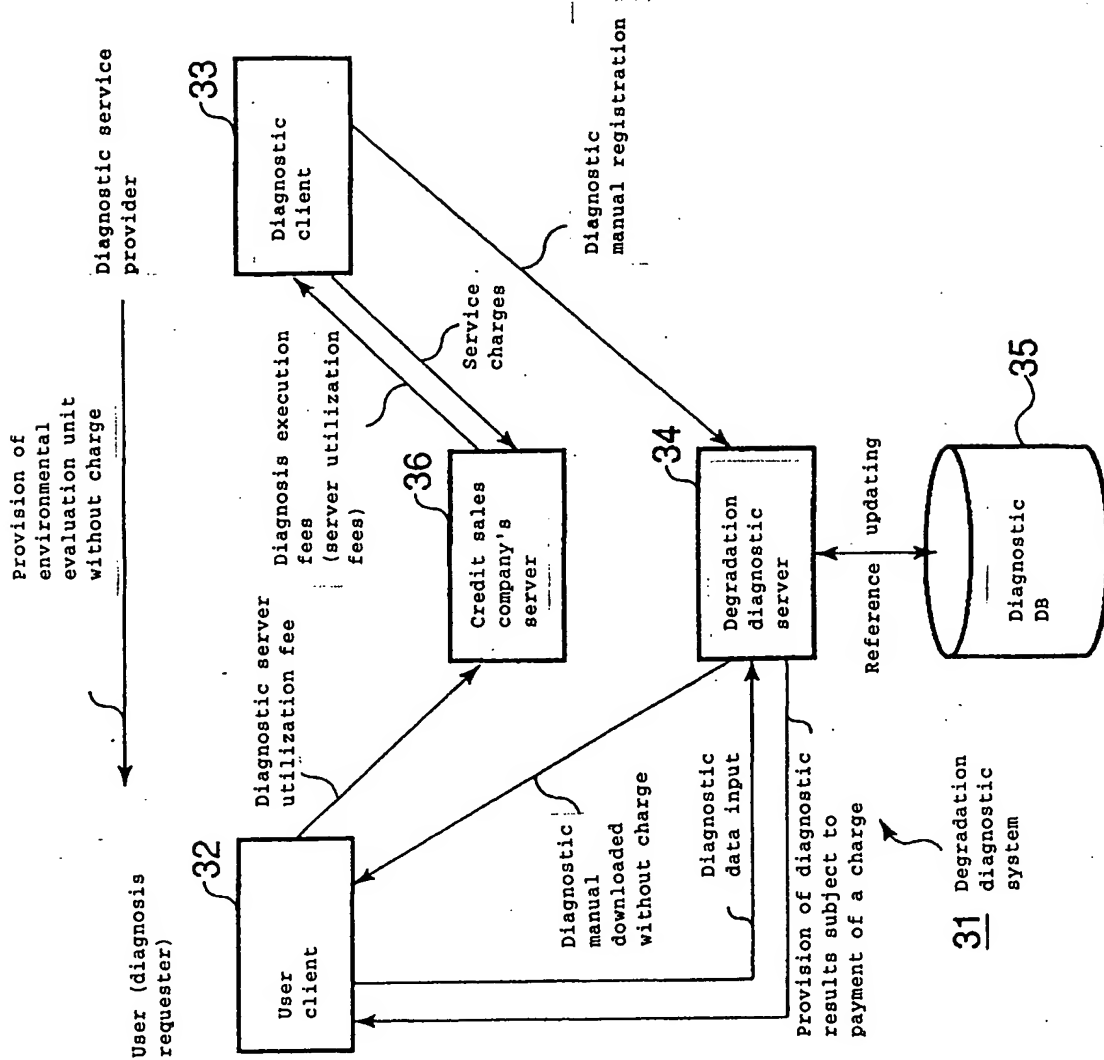 Provision of
environmental
evaluation unit
without charge
User (diagnosis
requester)
Diagnostic service
provider
32
User
client
33
Diagnostic
client
Diagnostic server
utilization fee
Diagnosis execution
fees
(server utilization
fees)
Service
charges
36
Credit sales
company's
server
Diagnostic
manual
downloaded
without charge
Diagnostic
manual registration
Diagnostic
data input
34
Degradation
diagnostic
server
Provision of diagnostic
results subject to
payment of a charge
Reference updating
35
Diagnostic
DB
31 Degradation
diagnostic
system